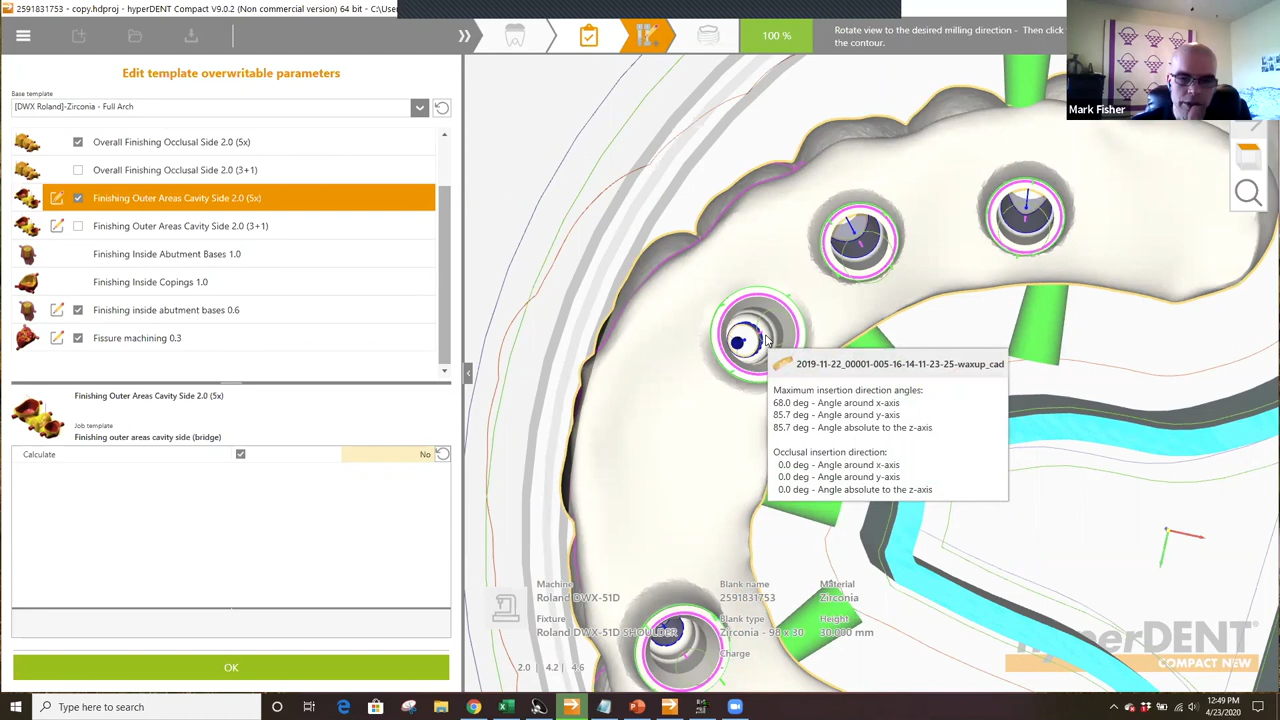 2591831753 - copy.hdproj - hyperDENT Compact V9.0.2 (Non commercial version) 64 bit - C:\User
100 %
Rotate view to the desired milling direction - Then click
the contour.
Mark Fisher
Edit template overwritable parameters
Base template
[DWX Roland]-Zirconia - Full Arch
Overall Finishing Occlusal Side 2.0 (5x)
Overall Finishing Occlusal Side 2.0 (3+1)
Finishing Outer Areas Cavity Side 2.0 (5x)
Finishing Outer Areas Cavity Side 2.0 (3+1)
Finishing Inside Abutment Bases 1.0
Finishing Inside Copings 1.0
Finishing inside abutment bases 0.6
Fissure machining 0.3
Finishing Outer Areas Cavity Side 2.0 (5x)
Job template
Finishing outer areas cavity side (bridge)
Calculate No
OK
2019-11-22_00001-005-16-14-11-23-25-waxup_cad
Maximum insertion direction angles:
68.0 deg - Angle around x-axis
85.7 deg - Angle around y-axis
85.7 deg - Angle absolute to the z-axis
Occlusal insertion direction:
0.0 deg - Angle around x-axis
0.0 deg - Angle around y-axis
0.0 deg - Angle absolute to the z-axis
Machine Blank name Material
Roland DWX-51D 2591831753 Zirconia
Fixture Blank type Height
Roland DWX-51D SHOULDER Zirconia - 98 x 30 30.000 mm
Charge
2.0 | 4.2 | 4.6
hyperDENT
COMPACT NEW
Type here to search
12:49 PM
4/23/2020